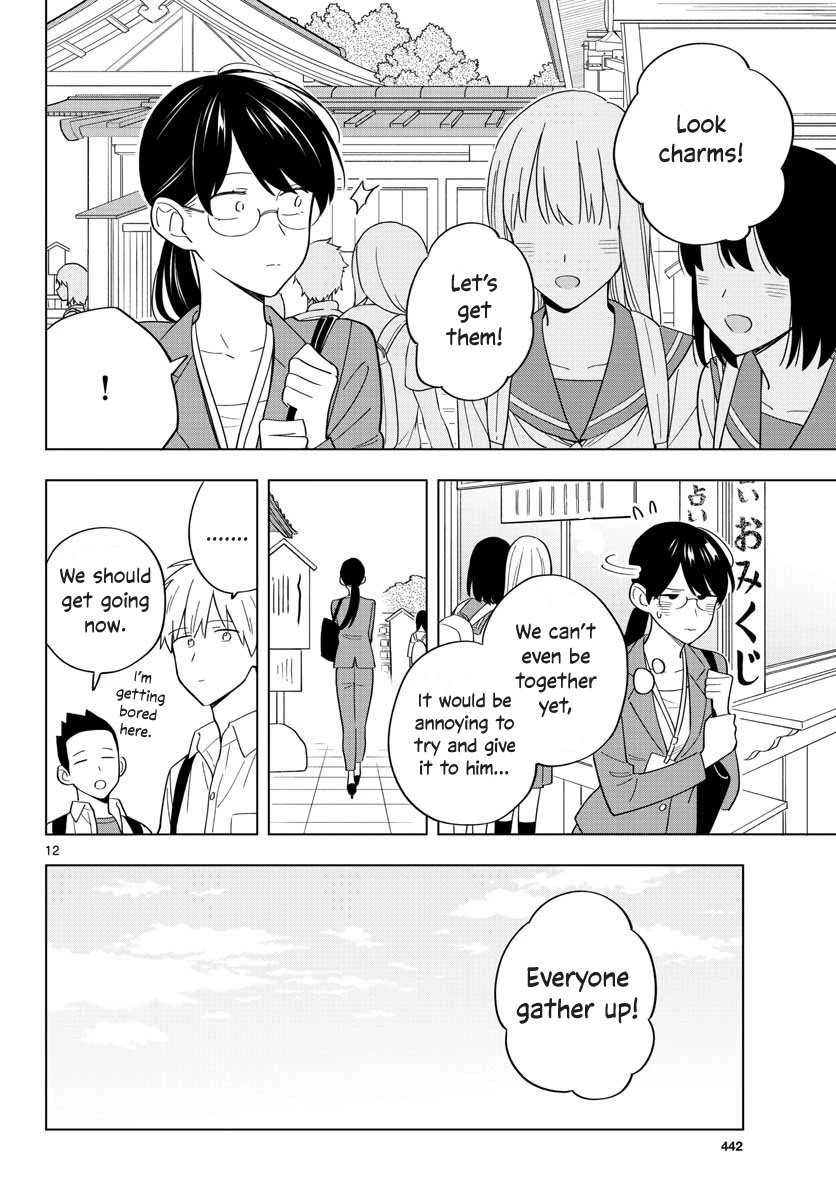 Look
charms!
Let's
get
them!
!
占い
おみくじ
We can't
even be
together
yet,
It would be
annoying to
try and give
it to him...
........
We should
get going
now.
I'm
getting
bored
here.
12
Everyone
gather up!
442